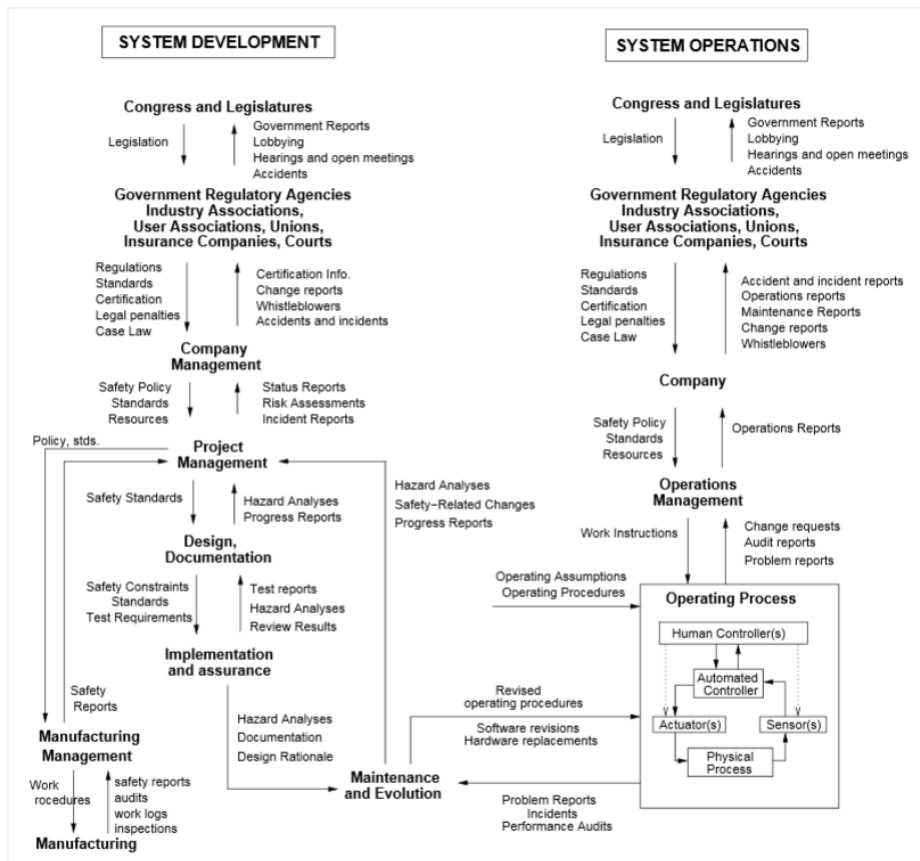 SYSTEM DEVELOPMENT
Congress and Legislatures
Legislation
Government Reports
Lobbying
Hearings and open meetings
Accidents
Government Regulatory Agencies
Industry Associations,
User Associations, Unions,
Insurance Companies, Courts
Regulations
Standards
Certification
Legal penalties
Case Law
Certification Info.
Change reports
Whistleblowers
Accidents and incidents
Company
Management
Safety Policy
Standards
Resources
Status Reports
Risk Assessments
Incident Reports
Policy, stds.
Project
Management
Safety Standards
Hazard Analyses
Progress Reports
Hazard Analyses
Safety-Related Changes
Progress Reports
Design,
Documentation
Safety Constraints
Standards
Test Requirements
Test reports
Hazard Analyses
Review Results
Implementation
and assurance
Safety
Reports
Hazard Analyses
Documentation
Design Rationale
Manufacturing
Management
Work
rocedures
safety reports
audits
work logs
inspections
Manufacturing
Maintenance
and Evolution
SYSTEM OPERATIONS
Congress and Legislatures
Legislation
Government Reports
Lobbying
Hearings and open meetings
Accidents
Government Regulatory Agencies
Industry Associations,
User Associations, Unions,
Insurance Companies, Courts
Regulations
Standards
Certification
Legal penalties
Case Law
Accident and incident reports
Operations reports
Maintenance Reports
Change reports
Whistleblowers
Company
Safety Policy
Standards
Resources
Operations Reports
Operations
Management
Work Instructions
Change requests
Audit reports
Problem reports
Operating Assumptions
Operating Procedures
Operating Process
Human Controller(s)
Automated
Controller
Actuator(s)
Sensor(s)
Physical
Process
Revised
operating procedures
Software revisions
Hardware replacements
Problem Reports
Incidents
Performance Audits